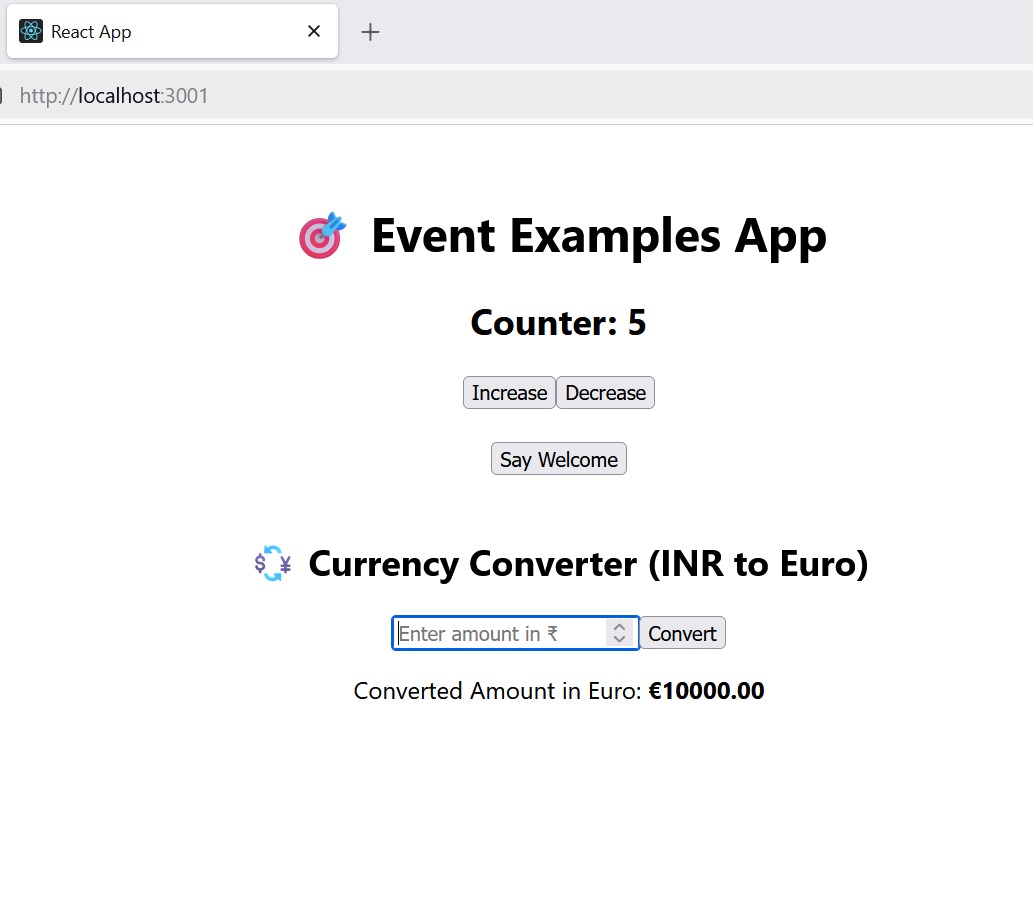 React App
http://localhost:3001
Event Examples App
Counter: 5
Increase Decrease
Say Welcome
Currency Converter (INR to Euro)
Enter amount in ₹ Convert
Converted Amount in Euro: €10000.00